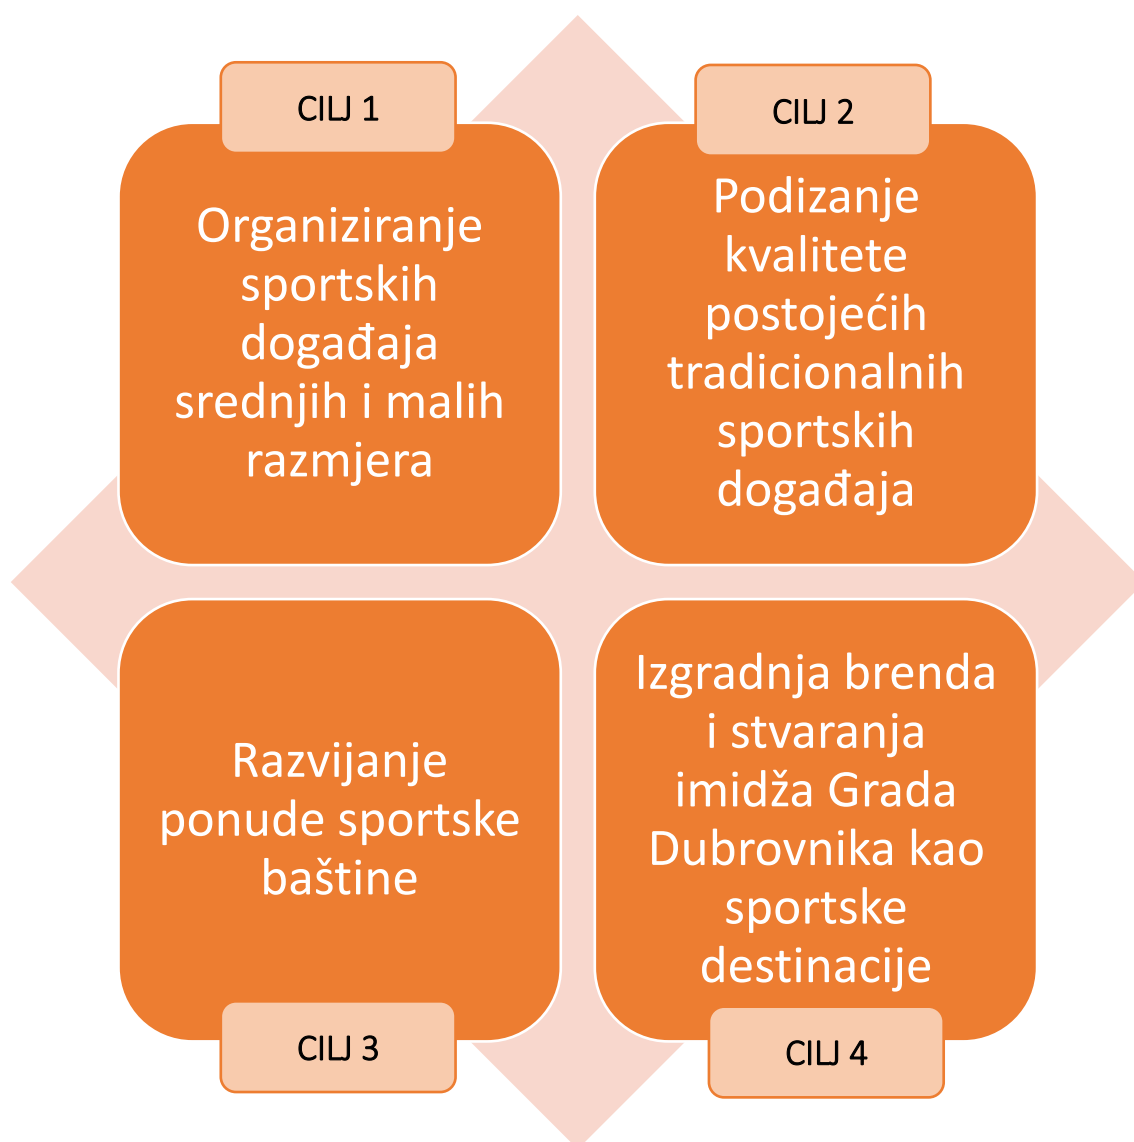 CILJ 1
Organiziranje
sportskih
događaja
srednjih i malih
razmjera
CILJ 2
Podizanje
kvalitete
postojećih
tradicionalnih
sportskih
događaja
Razvijanje
ponude sportske
baštine
CILJ 3
Izgradnja brenda
i stvaranja
imidža Grada
Dubrovnika kao
sportske
destinacije
CILJ 4